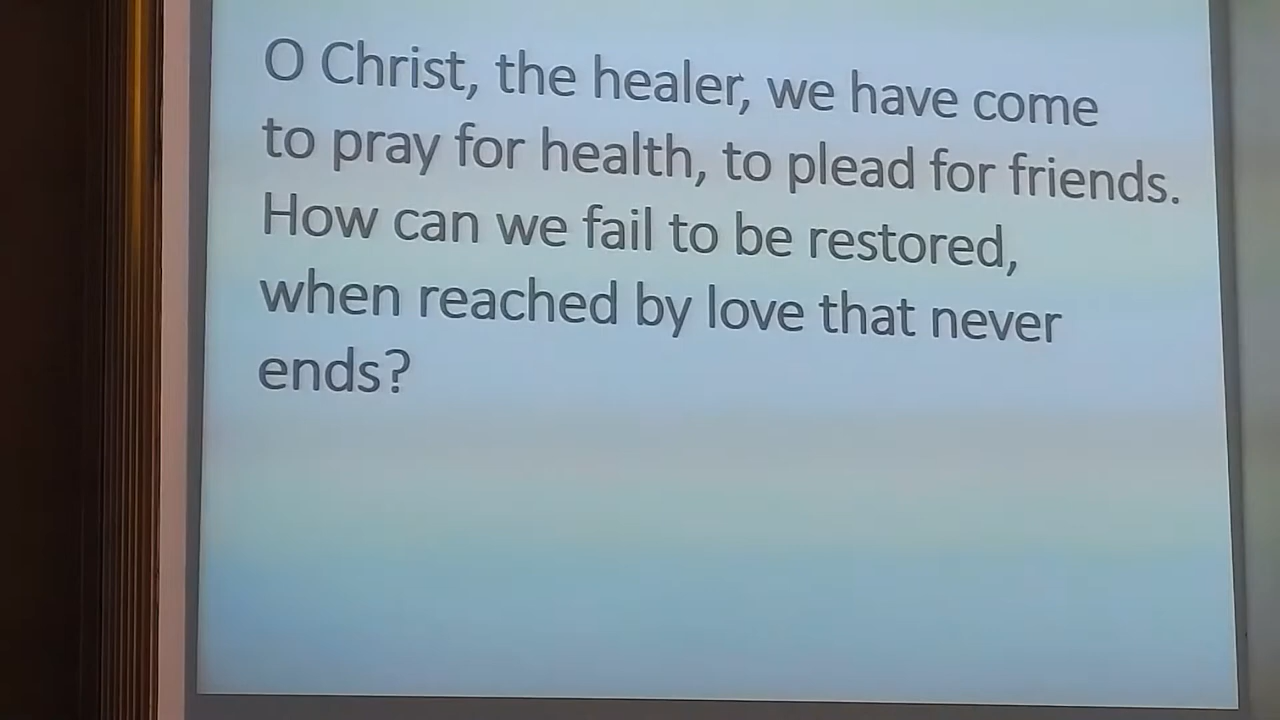 O Christ, the healer, we have come
to pray for health, to plead for friends.
How can we fail to be restored,
when reached by love that never
ends?